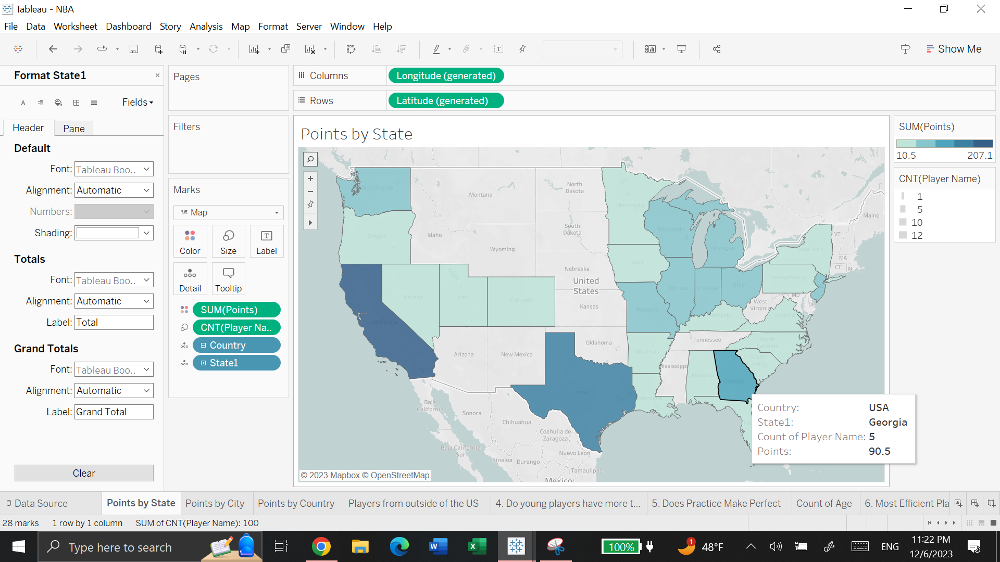 Tableau - NBA
File Data Worksheet Dashboard Story Analysis Map Format Server Window Help
Show Me
Format State1
Fields
Header Pane
Default
Font: Tableau Boo..
Alignment: Automatic
Numbers:
Shading:
Totals
Font: Tableau Boo..
Alignment: Automatic
Label: Total
Grand Totals
Font: Tableau Boo..
Alignment: Automatic
Label: Grand Total
Clear
Pages
Filters
Marks
Map
Color Size Label
Detail Tooltip
SUM(Points)
CNT(Player Na..
Country
State1
Columns Longitude (generated)
Rows Latitude (generated)
Points by State
Washington
Montana
North Dakota
Minnesota
Maine
Oregon
Idaho
South Dakota
Wisconsin
Michigan
VT
New York
Wyoming
MA
Iowa
CT RI
Nebraska
United States
Pennsylvania
Nevada
Utah
Colorado
Illinois
Indiana
Ohio
MD
Kansas
Missouri
West Virginia
DE
Virginia
Kentucky
California
Oklahoma
Tennessee
North Carolina
Arizona
New Mexico
Arkansas
South Carolina
Mississippi
Alabama
Georgia
Texas
Louisiana
Baja California
Sonora
Chihuahua
Coahuila de Zaragoza
Baja California Sur
Sinaloa
Durango
Nuevo León
Tamaulipas
Mexico
© 2023 Mapbox © OpenStreetMap
Country: USA
State1: Georgia
Count of Player Name: 5
Points: 90.5
SUM(Points)
10.5 207.1
CNT(Player Name)
1
5
10
12
Data Source Points by State Points by City Points by Country Players from outside of the US 4. Do young players have more t... 5. Does Practice Make Perfect Count of Age 6. Most Efficient Pla
28 marks 1 row by 1 column SUM of CNT(Player Name): 100
Type here to search
100%
1
48°F
ENG
11:22 PM
12/6/2023